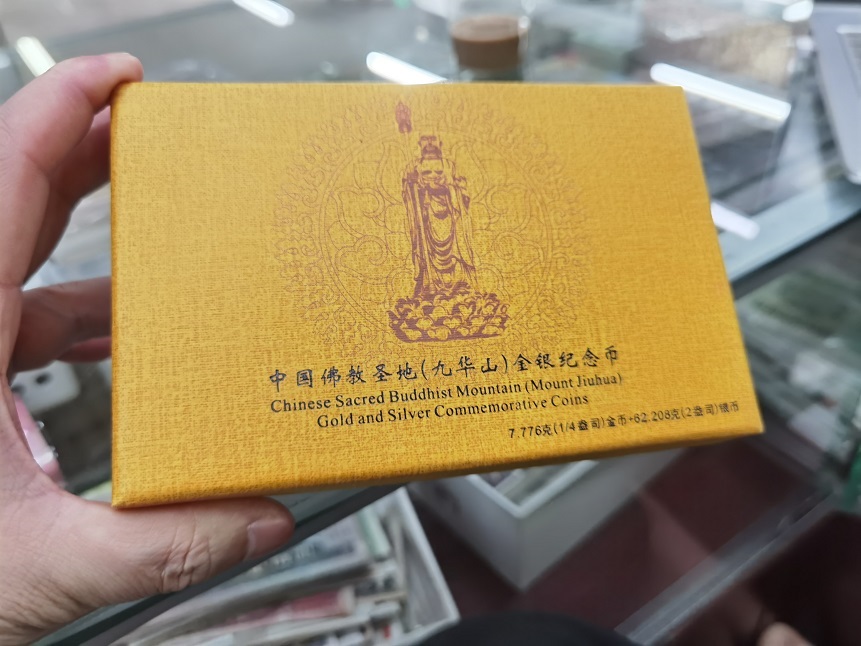 中国佛教圣地(九华山)金银纪念币
Chinese Sacred Buddhist Mountain (Mount Jiuhua)
Gold and Silver Commemorative Coins
7.776克(1/4盎司)金币+62.208克(2盎司)银币